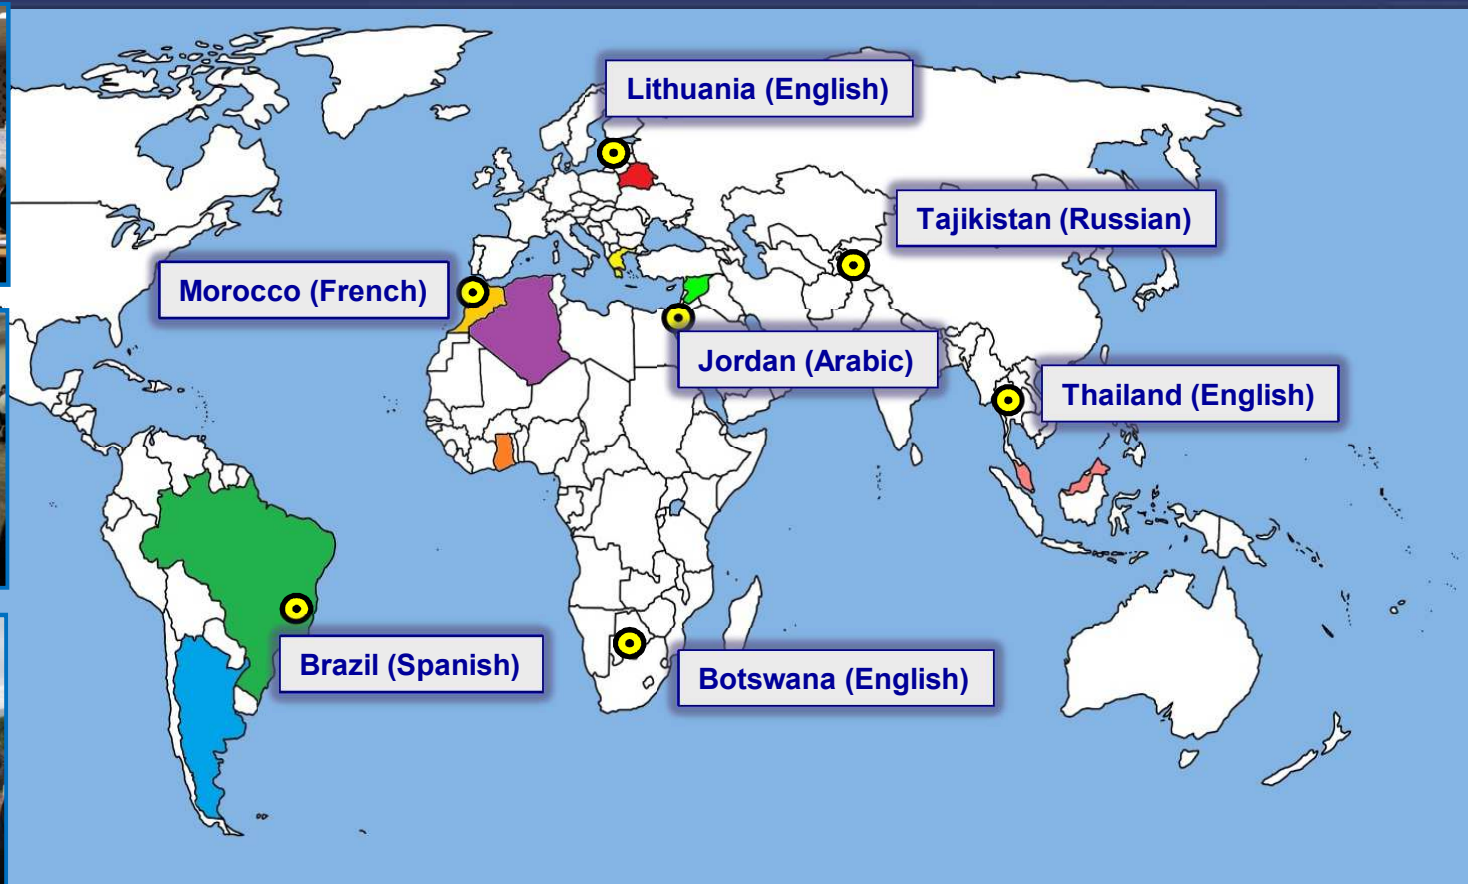 Lithuania (English)
Tajikistan (Russian)
Morocco (French)
Jordan (Arabic)
Thailand (English)
Brazil (Spanish)
Botswana (English)